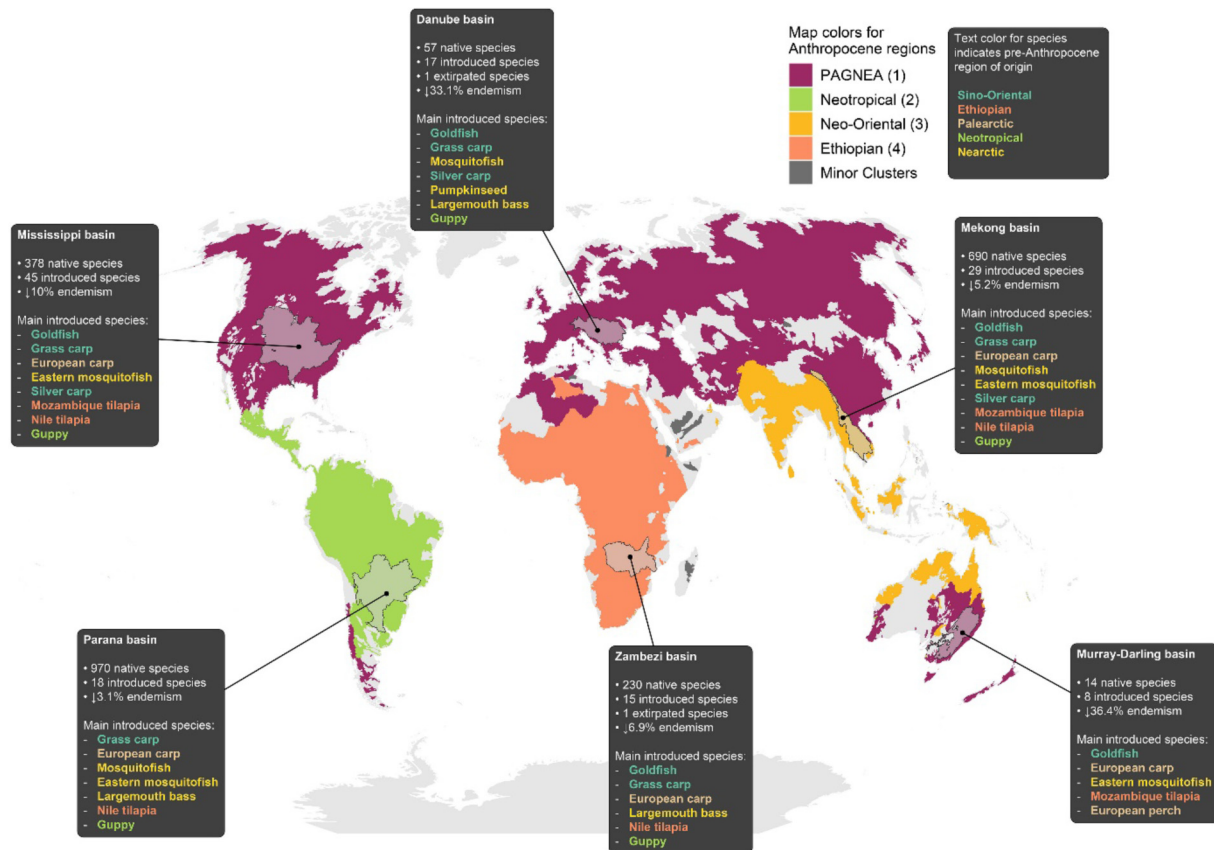 Danube basin
• 57 native species
• 17 introduced species
• 1 extirpated species
• ↓33.1% endemism
Main introduced species:
- Goldfish
- Grass carp
- Mosquitofish
- Silver carp
- Pumpkinseed
- Largemouth bass
- Guppy
Map colors for
Anthropocene regions
PAGNEA (1)
Neotropical (2)
Neo-Oriental (3)
Ethiopian (4)
Minor Clusters
Text color for species
indicates pre-Anthropocene
region of origin
Sino-Oriental
Ethiopian
Palearctic
Neotropical
Nearctic
Mississippi basin
• 378 native species
• 45 introduced species
• ↓10% endemism
Main introduced species:
- Goldfish
- Grass carp
- European carp
- Eastern mosquitofish
- Silver carp
- Mozambique tilapia
- Nile tilapia
- Guppy
Mekong basin
• 690 native species
• 29 introduced species
• ↓5.2% endemism
Main introduced species:
- Goldfish
- Grass carp
- European carp
- Mosquitofish
- Eastern mosquitofish
- Silver carp
- Mozambique tilapia
- Nile tilapia
- Guppy
Parana basin
• 970 native species
• 18 introduced species
• ↓3.1% endemism
Main introduced species:
- Grass carp
- European carp
- Mosquitofish
- Eastern mosquitofish
- Largemouth bass
- Nile tilapia
- Guppy
Zambezi basin
• 230 native species
• 15 introduced species
• 1 extirpated species
• ↓6.9% endemism
Main introduced species:
- Goldfish
- Grass carp
- European carp
- Largemouth bass
- Nile tilapia
- Guppy
Murray-Darling basin
• 14 native species
• 8 introduced species
• ↓36.4% endemism
Main introduced species:
- Goldfish
- European carp
- Eastern mosquitofish
- Mozambique tilapia
- European perch